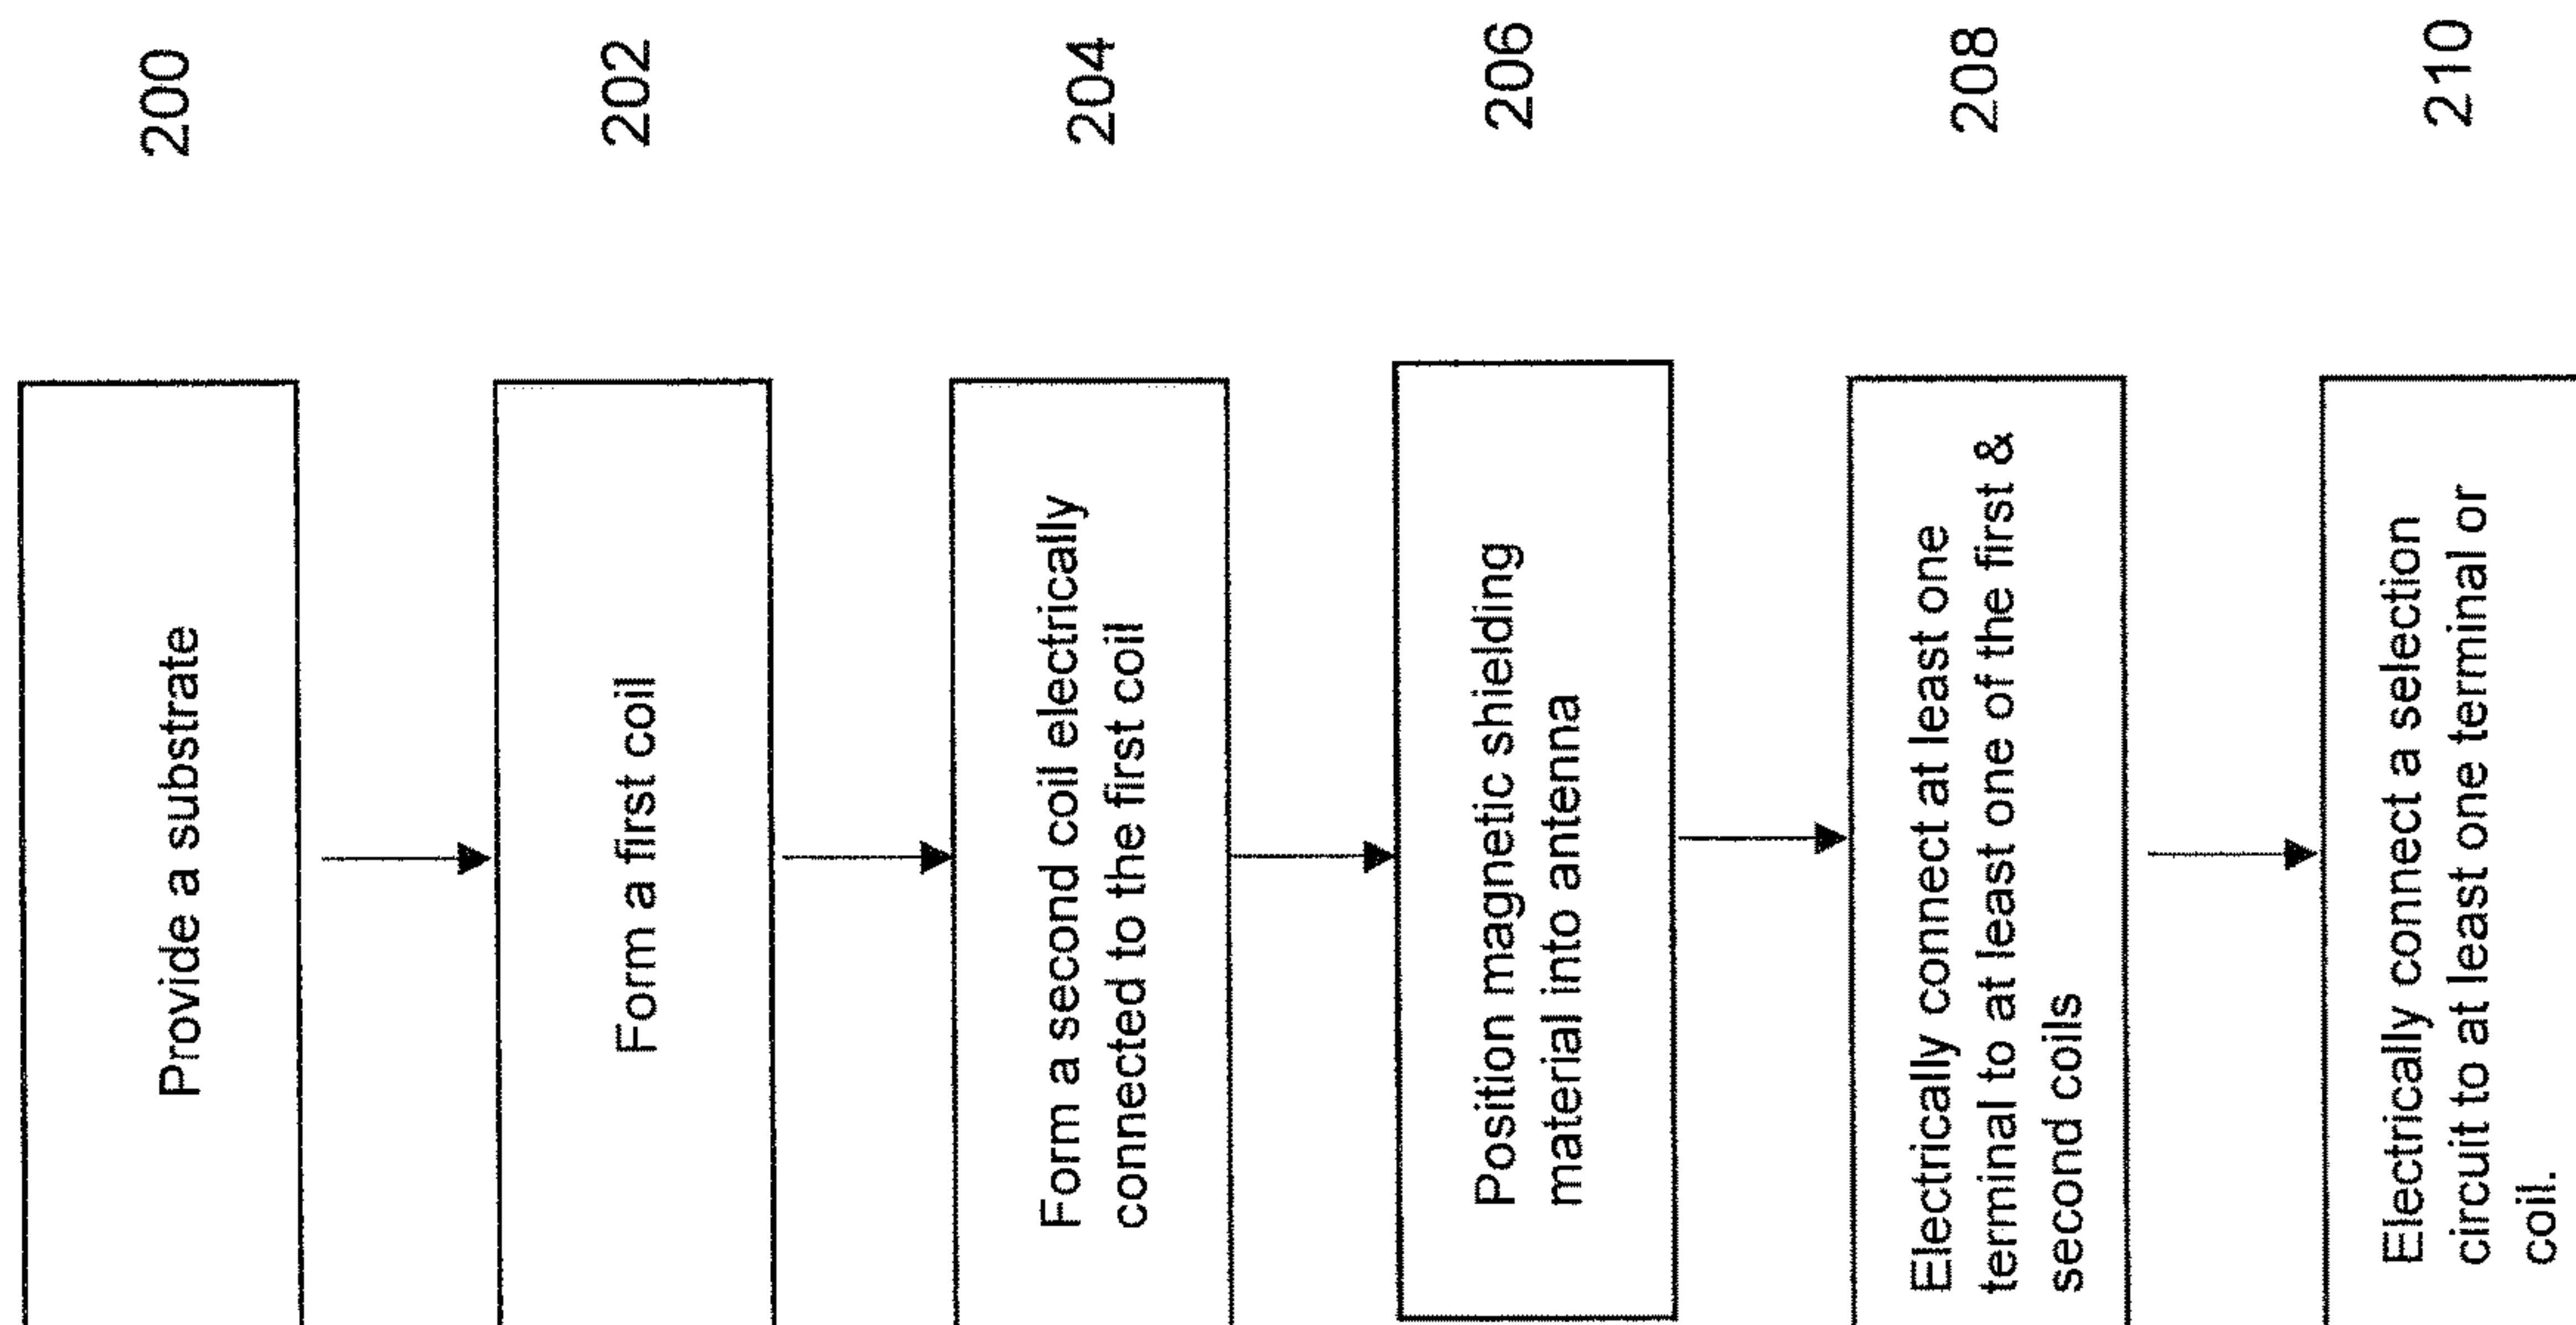 Provide a substrate
200
Form a first coil
202
Form a second coil electrically
connected to the first coil
204
Position magnetic shielding
material into antenna
206
Electrically connect at least one
terminal to at least one of the first &
second coils
208
Electrically connect a selection
circuit to at least one terminal or
coil.
210